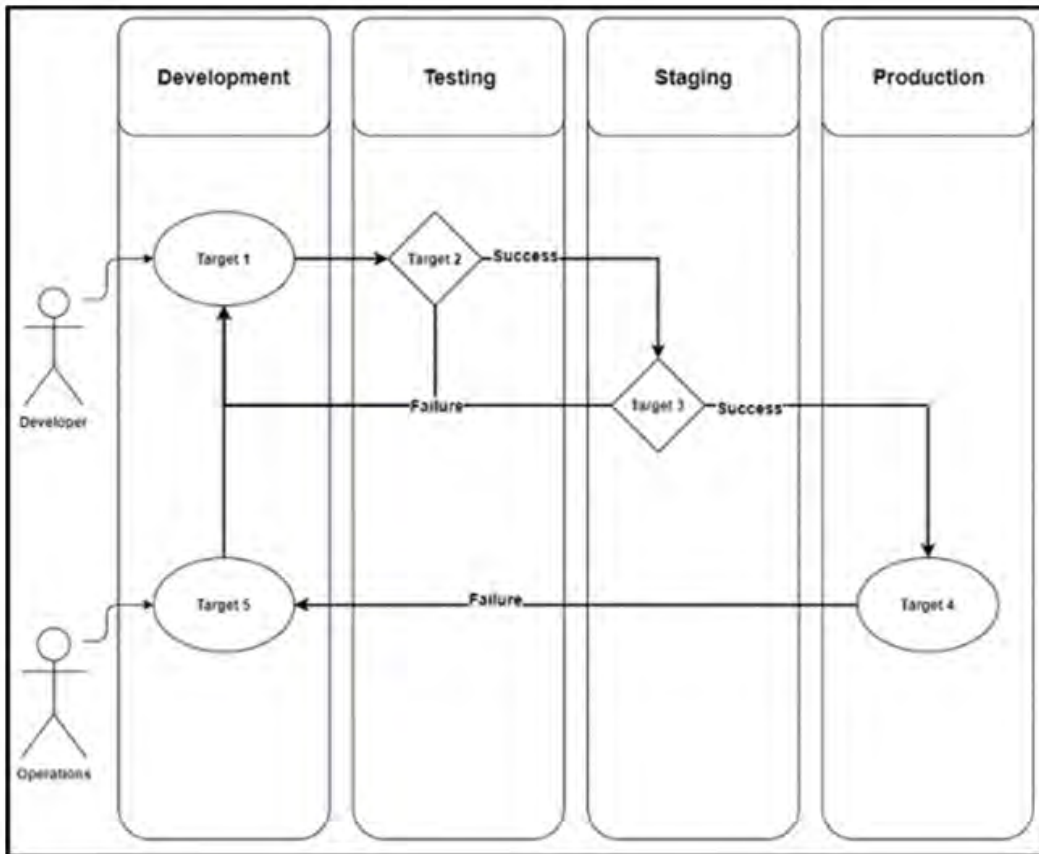 Development
Testing
Staging
Production
Target 1
Target 2
Success
Developer
Failure
Target 3
Success
Target 5
Failure
Target 4
Operations